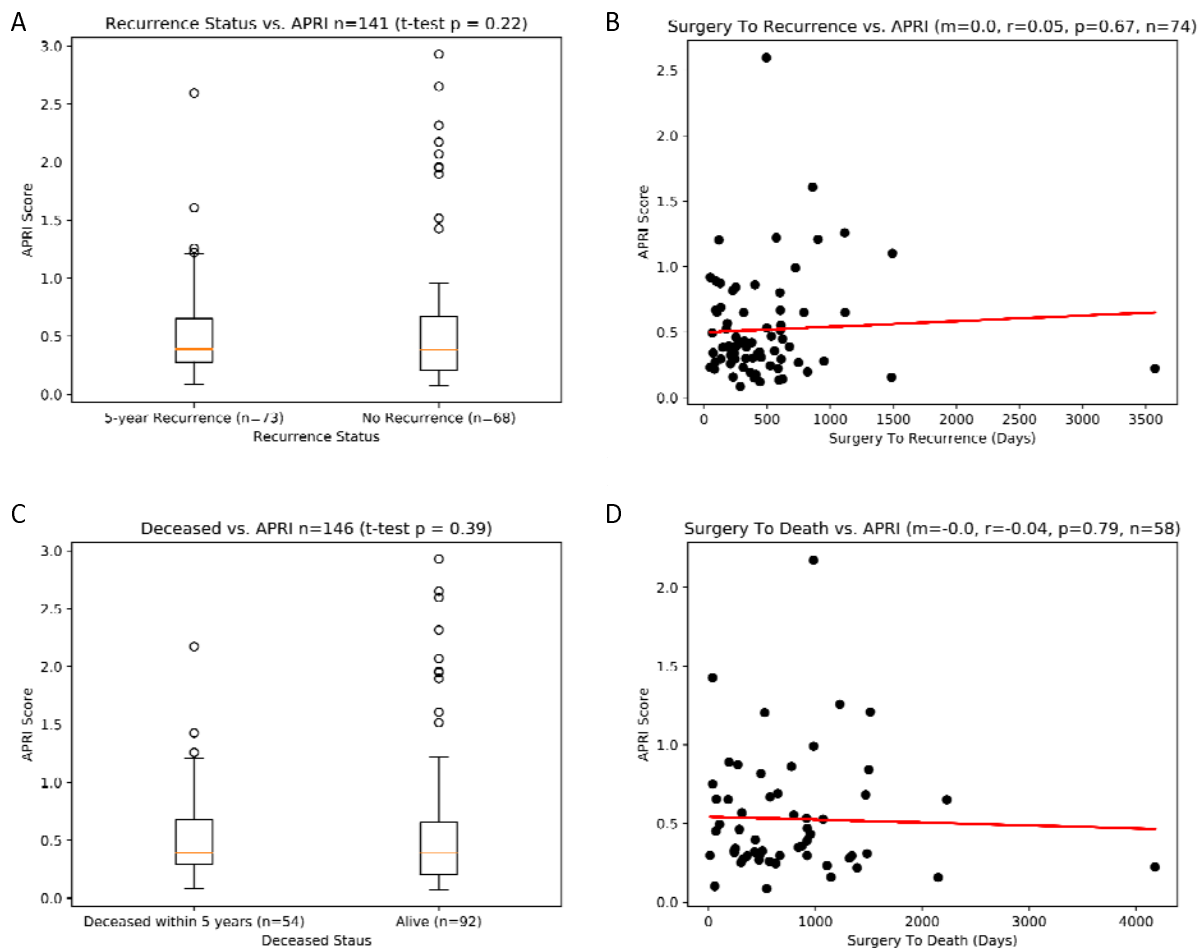 A
Recurrence Status vs. APRI n=141 (t-test p = 0.22)
3.0
2.5
2.0
1.5
1.0
0.5
0.0
APRI Score
5-year Recurrence (n=73)
No Recurrence (n=68)
Recurrence Status
B
Surgery To Recurrence vs. APRI (m=0.0, r=0.05, p=0.67, n=74)
2.5
2.0
1.5
1.0
0.5
0.0
APRI Score
0
500
1000
1500
2000
2500
3000
3500
Surgery To Recurrence (Days)
C
Deceased vs. APRI n=146 (t-test p = 0.39)
3.0
2.5
2.0
1.5
1.0
0.5
0.0
APRI Score
Deceased within 5 years (n=54)
Alive (n=92)
Deceased Staus
D
Surgery To Death vs. APRI (m=-0.0, r=-0.04, p=0.79, n=58)
2.0
1.5
1.0
0.5
0.0
APRI Score
0
1000
2000
3000
4000
Surgery To Death (Days)